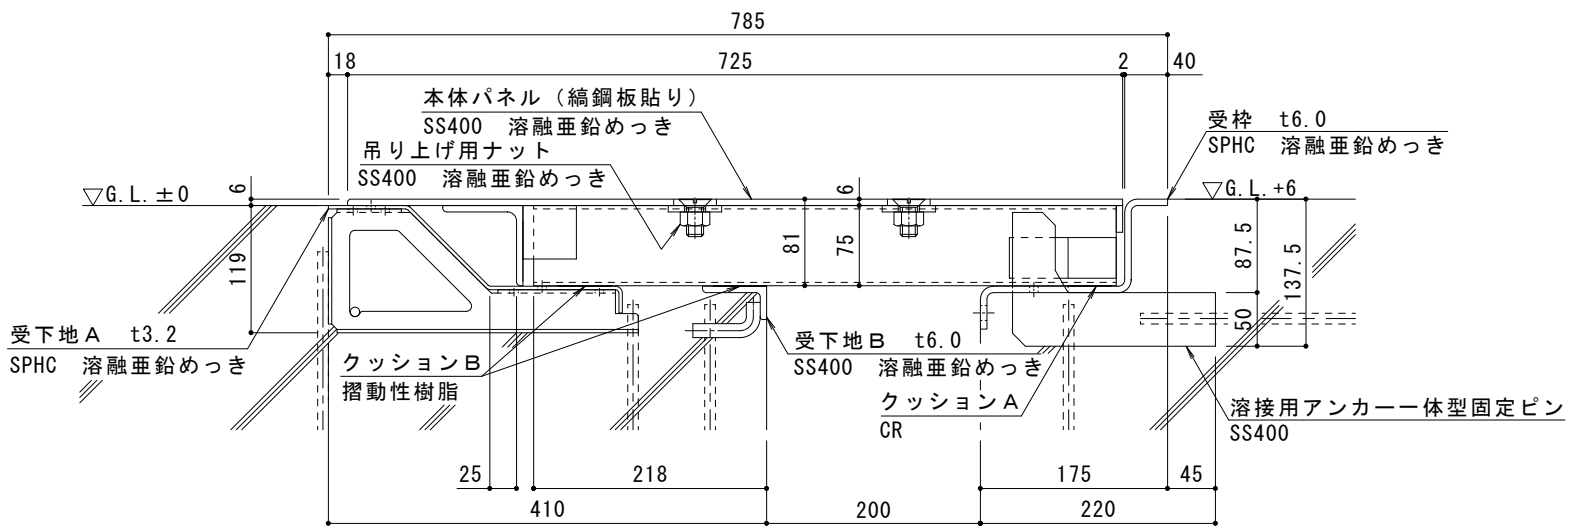 785
18
725
2
40
本体パネル（縞鋼板貼り）
SS400　溶融亜鉛めっき
吊り上げ用ナット
SS400　溶融亜鉛めっき
受枠　t6.0
SPHC　溶融亜鉛めっき
▽G.L.±0
6
6
▽G.L.+6
119
81
75
87.5
137.5
50
受下地A　t3.2
SPHC　溶融亜鉛めっき
クッションB
摺動性樹脂
受下地B　t6.0
SS400　溶融亜鉛めっき
クッションA
CR
溶接用アンカー一体型固定ピン
SS400
25
218
175
45
410
200
220